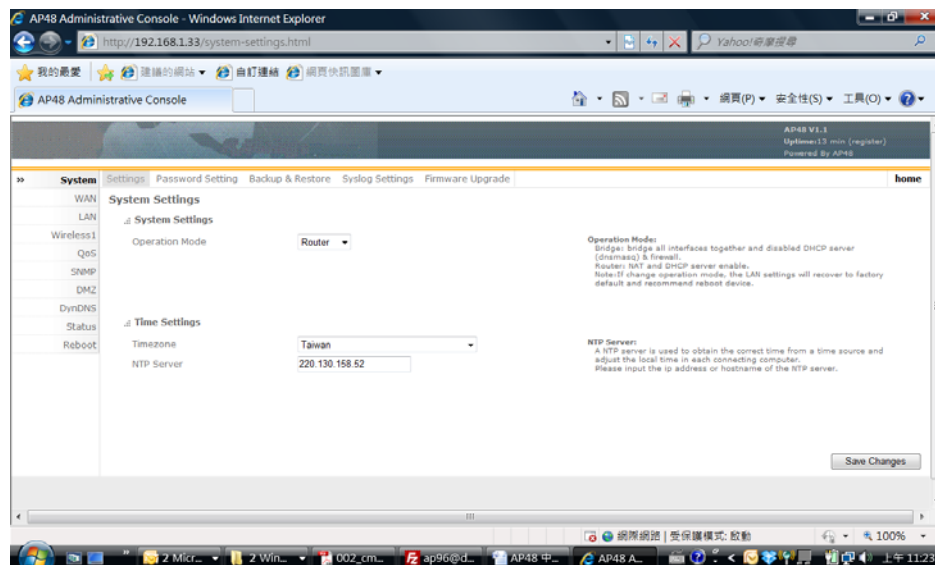 AP48 Administrative Console - Windows Internet Explorer
http://192.168.1.33/system-settings.html
Yahoo!奇摩搜尋
我的最愛 建議的網站 自訂連結 網頁快訊圖庫
AP48 Administrative Console
網頁(P) 安全性(S) 工具(O)
AP48 V1.1
Uptime:13 min (register)
Powered By AP48
» System Settings Password Setting Backup & Restore Syslog Settings Firmware Upgrade home
WAN
LAN
Wireless1
QoS
SNMP
DMZ
DynDNS
Status
Reboot
System Settings
System Settings
Operation Mode Router
Operation Mode:
Bridge: bridge all interfaces together and disabled DHCP server
(dnsmasq) & firewall.
Router: NAT and DHCP server enable.
Note:If change operation mode, the LAN settings will recover to factory
default and recommend reboot device.
Time Settings
Timezone Taiwan
NTP Server 220.130.158.52
NTP Server:
A NTP server is used to obtain the correct time from a time source and
adjust the local time in each connecting computer.
Please input the ip address or hostname of the NTP server.
Save Changes
網際網路 | 受保護模式: 啟動 100%
2 Micr... 2 Win... 002_cm... ap96@d... AP48 中... AP48 A... 上午 11:23